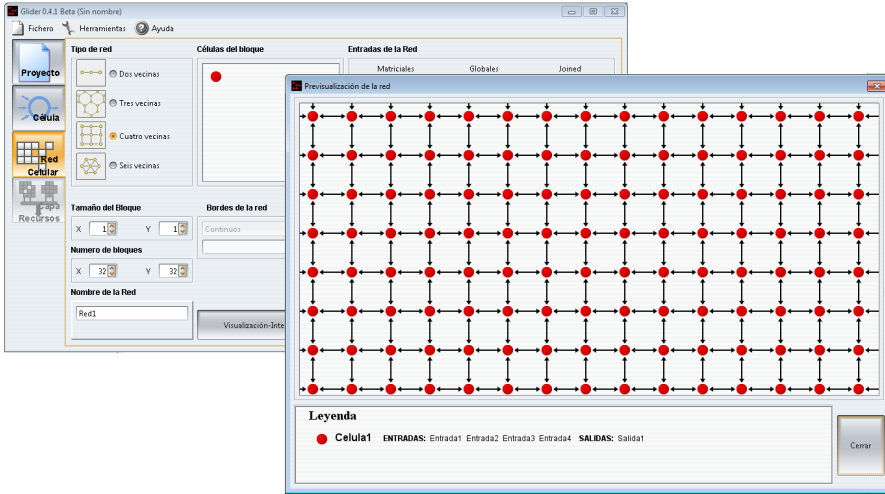 Glider 0.4.1 Beta (Sin nombre)
Fichero Herramientas Ayuda
Proyecto
Célula
Red
Celular
Capa
Recursos
Tipo de red
Dos vecinas
Tres vecinas
Cuatro vecinas
Seis vecinas
Células del bloque
Entradas de la Red
Matriciales Globales Joined
Tamaño del Bloque
X 1 Y 1
Numero de bloques
X 32 Y 32
Nombre de la Red
Red1
Bordes de la red
Continuos
Visualización-Inte
Previsualización de la red
Leyenda
Celula1 ENTRADAS: Entrada1 Entrada2 Entrada3 Entrada4 SALIDAS: Salida1
Cerrar